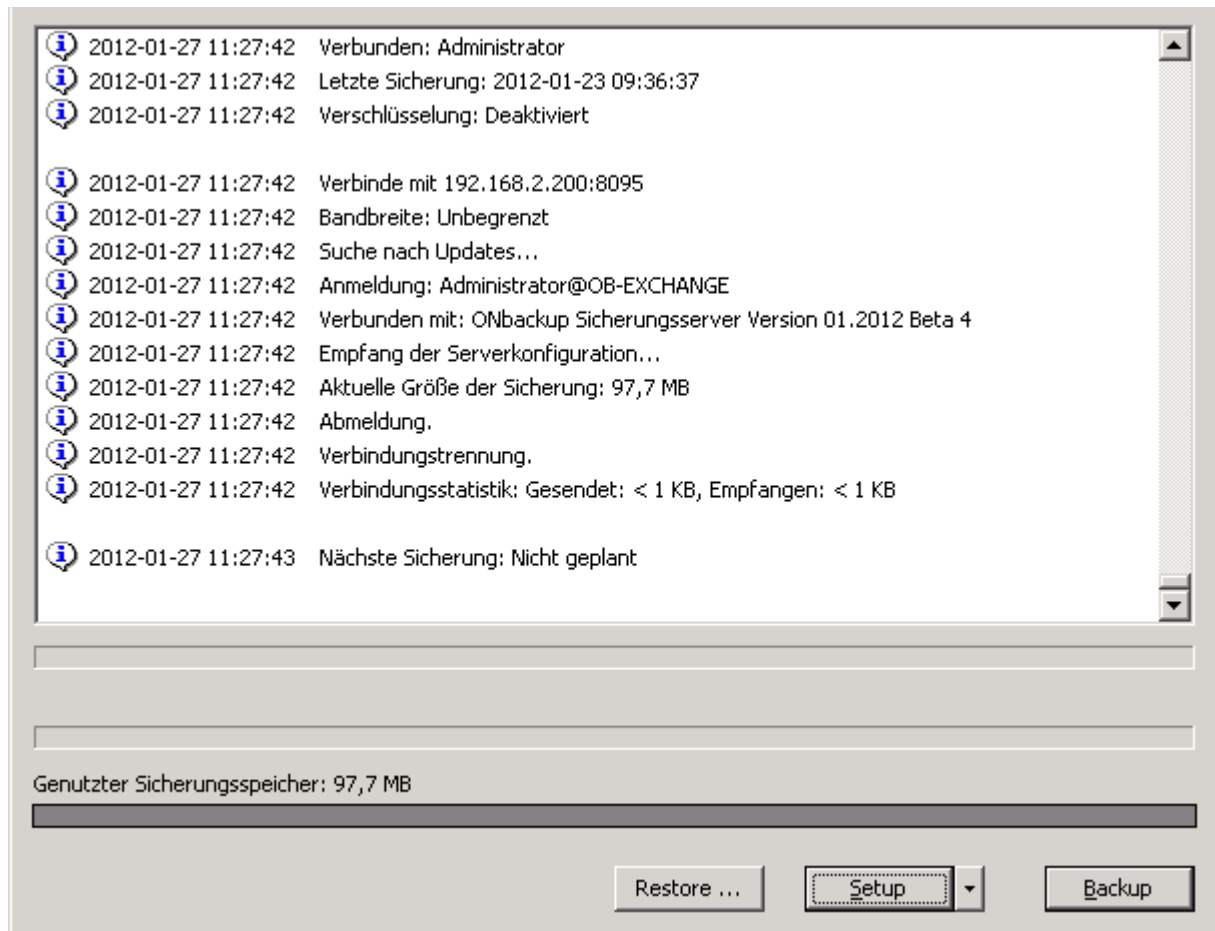 2012-01-27 11:27:42 Verbunden: Administrator
2012-01-27 11:27:42 Letzte Sicherung: 2012-01-23 09:36:37
2012-01-27 11:27:42 Verschlüsselung: Deaktiviert
2012-01-27 11:27:42 Verbinde mit 192.168.2.200:8095
2012-01-27 11:27:42 Bandbreite: Unbegrenzt
2012-01-27 11:27:42 Suche nach Updates...
2012-01-27 11:27:42 Anmeldung: Administrator@OB-EXCHANGE
2012-01-27 11:27:42 Verbunden mit: ONbackup Sicherungsserver Version 01.2012 Beta 4
2012-01-27 11:27:42 Empfang der Serverkonfiguration...
2012-01-27 11:27:42 Aktuelle Größe der Sicherung: 97,7 MB
2012-01-27 11:27:42 Abmeldung.
2012-01-27 11:27:42 Verbindungstrennung.
2012-01-27 11:27:42 Verbindungsstatistik: Gesendet: < 1 KB, Empfangen: < 1 KB
2012-01-27 11:27:43 Nächste Sicherung: Nicht geplant
Genutzter Sicherungsspeicher: 97,7 MB
Restore ... Setup Backup